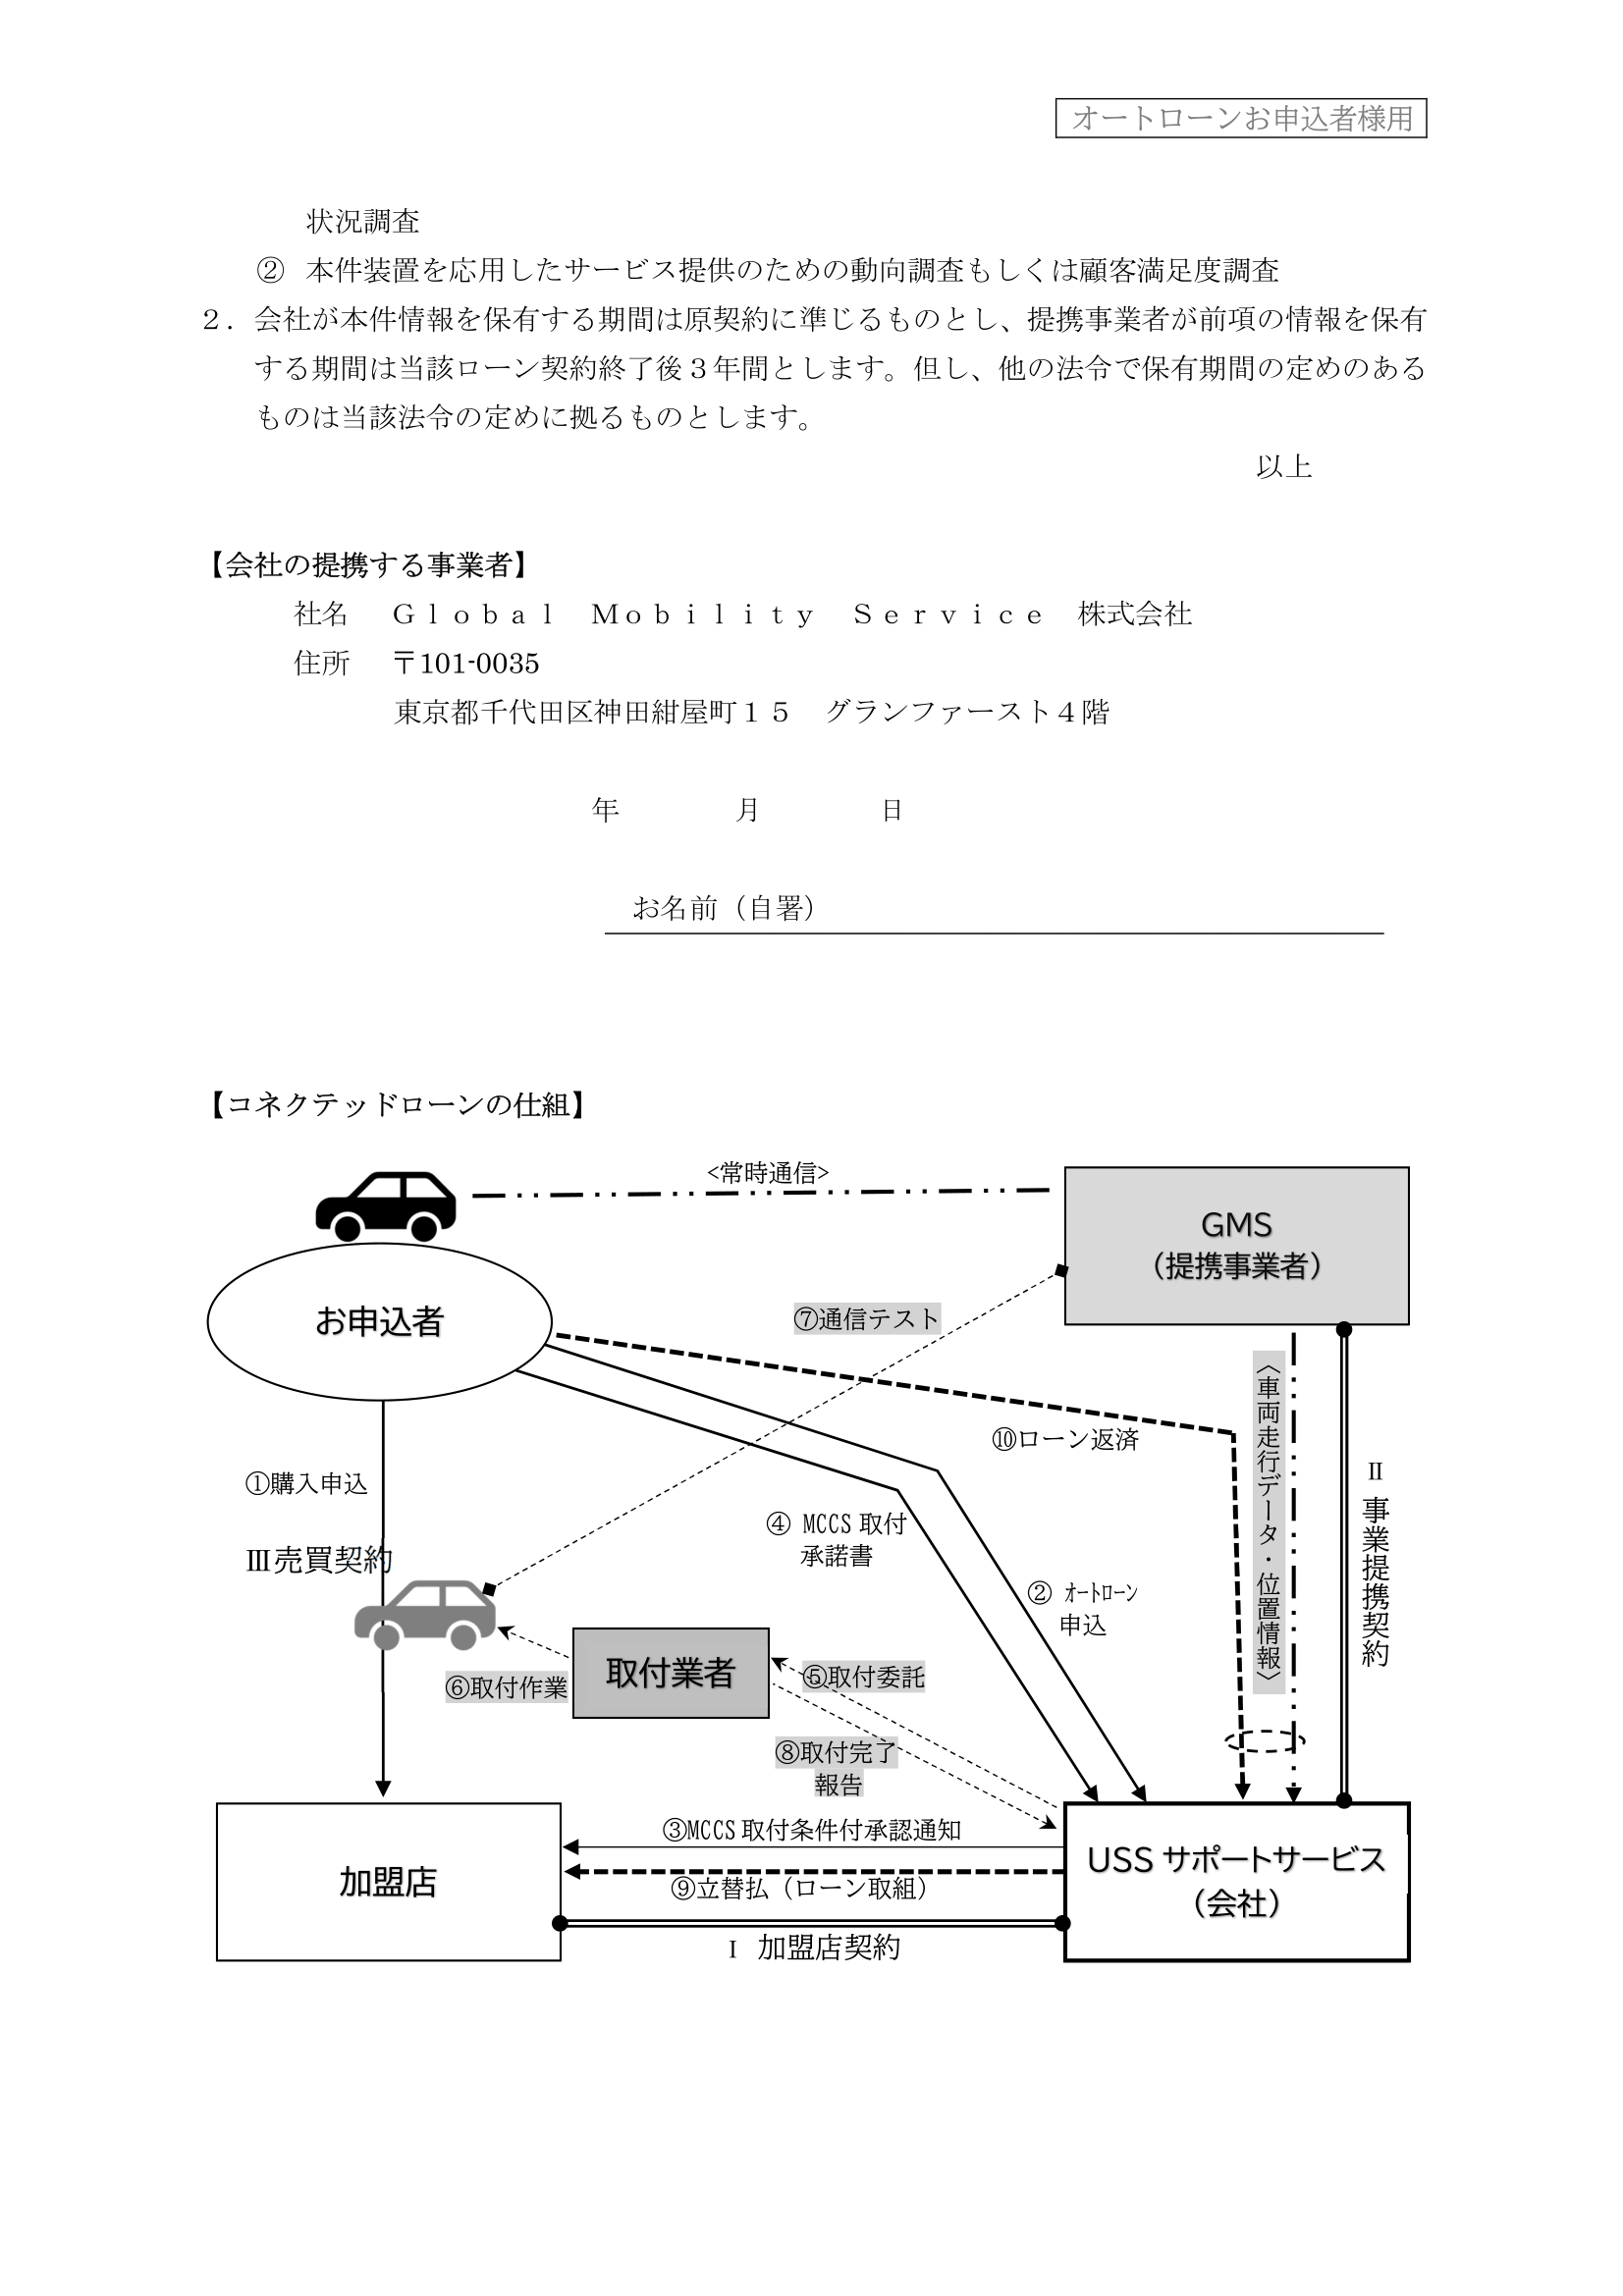 オートローンお申込者様用
状況調査
② 本件装置を応用したサービス提供のための動向調査もしくは顧客満足度調査
２．会社が本件情報を保有する期間は原契約に準じるものとし、提携事業者が前項の情報を保有
する期間は当該ローン契約終了後３年間とします。但し、他の法令で保有期間の定めのある
ものは当該法令の定めに拠るものとします。
以上
【会社の提携する事業者】
社名 Ｇｌｏｂａｌ Ｍｏｂｉｌｉｔｙ Ｓｅｒｖｉｃｅ 株式会社
住所 〒101-0035
東京都千代田区神田紺屋町１５ グランファースト４階
年 月 日
お名前（自署）
【コネクテッドローンの仕組】
<常時通信>
GMS
（提携事業者）
お申込者
⑦通信テスト
⑩ローン返済
〈車両走行データ・位置情報〉
Ⅱ 事業提携契約
①購入申込
④ MCCS 取付
承諾書
Ⅲ売買契約
② ｵｰﾄﾛｰﾝ
申込
取付業者
⑥取付作業
⑤取付委託
⑧取付完了
報告
③MCCS 取付条件付承認通知
加盟店
⑨立替払（ローン取組）
USS サポートサービス
（会社）
Ⅰ 加盟店契約